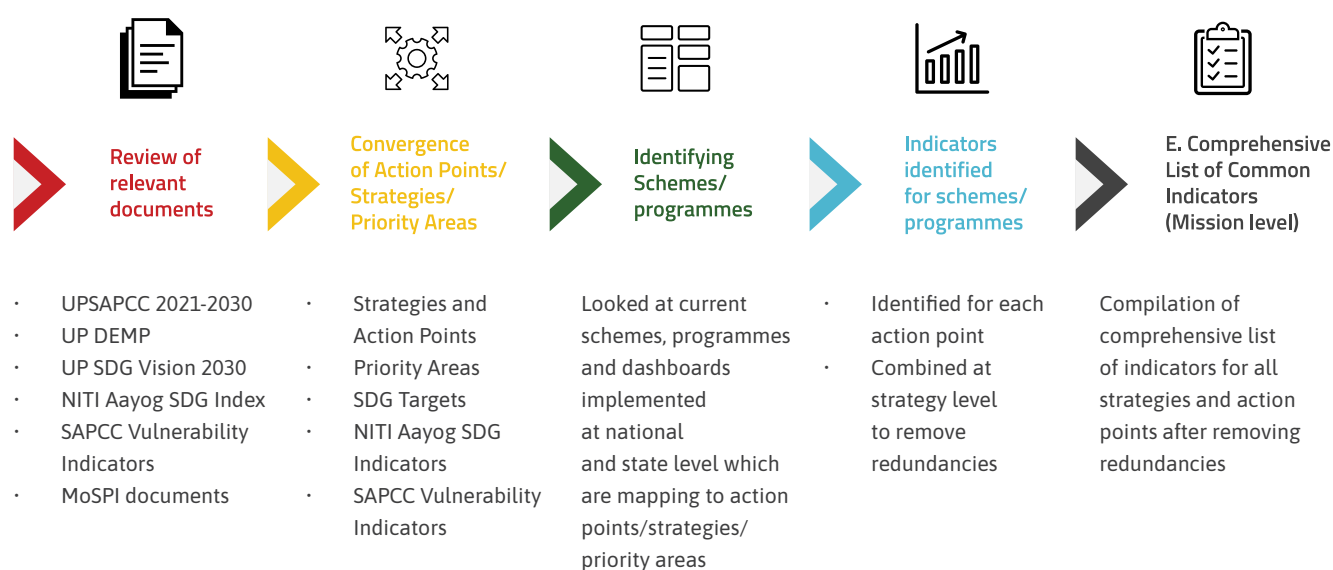 Review of
relevant
documents
Convergence
of Action Points/
Strategies/
Priority Areas
Identifying
Schemes/
programmes
Indicators
identified
for schemes/
programmes
E. Comprehensive
List of Common
Indicators
(Mission level)
· UPSAPCC 2021-2030
· UP DEMP
· UP SDG Vision 2030
· NITI Aayog SDG Index
· SAPCC Vulnerability
Indicators
· MoSPI documents
· Strategies and
Action Points
· Priority Areas
· SDG Targets
· NITI Aayog SDG
Indicators
· SAPCC Vulnerability
Indicators
Looked at current
schemes, programmes
and dashboards
implemented
at national
and state level which
are mapping to action
points/strategies/
priority areas
· Identified for each
action point
· Combined at
strategy level
to remove
redundancies
Compilation of
comprehensive list
of indicators for all
strategies and action
points after removing
redundancies